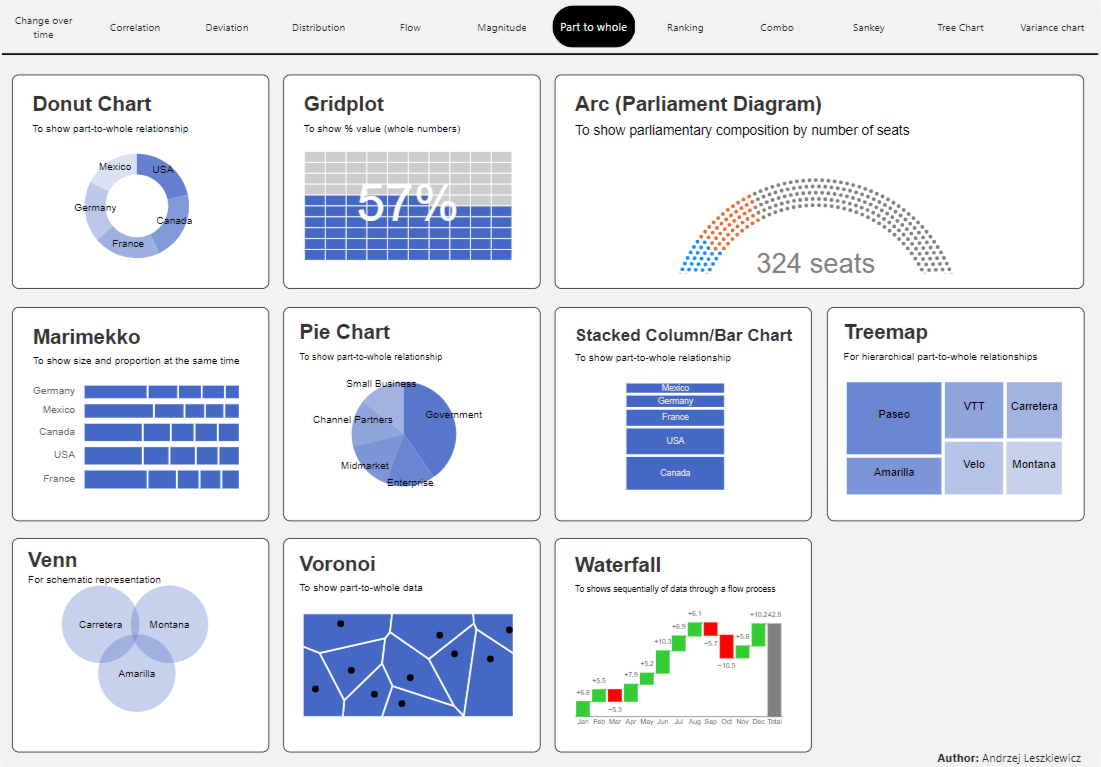 Change over
time
Correlation
Deviation
Distribution
Flow
Magnitude
Part to whole
Ranking
Combo
Sankey
Tree Chart
Variance chart
Donut Chart
To show part-to-whole relationship
Mexico
USA
Germany
Canada
France
Gridplot
To show % value (whole numbers)
57%
Arc (Parliament Diagram)
To show parliamentary composition by number of seats
324 seats
Marimekko
To show size and proportion at the same time
Germany
Mexico
Canada
USA
France
Pie Chart
To show part-to-whole relationship
Small Business
Government
Channel Partners
Midmarket
Enterprise
Stacked Column/Bar Chart
To show part-to-whole relationship
Mexico
Germany
France
USA
Canada
Treemap
For hierarchical part-to-whole relationships
Paseo
VTT
Carretera
Amarilla
Velo
Montana
Venn
For schematic representation
Carretera
Montana
Amarilla
Voronoi
To show part-to-whole data
Waterfall
To shows sequentially of data through a flow process
+6.8
+5.5
−5.3
+7.9
+5.2
+10.3
+6.9
+6.1
−5.7
−10.5
+5.6
+10.242.9
Jan Feb Mar Apr May Jun Jul Aug Sep Oct Nov Dec Total
Author: Andrzej Leszkiewicz